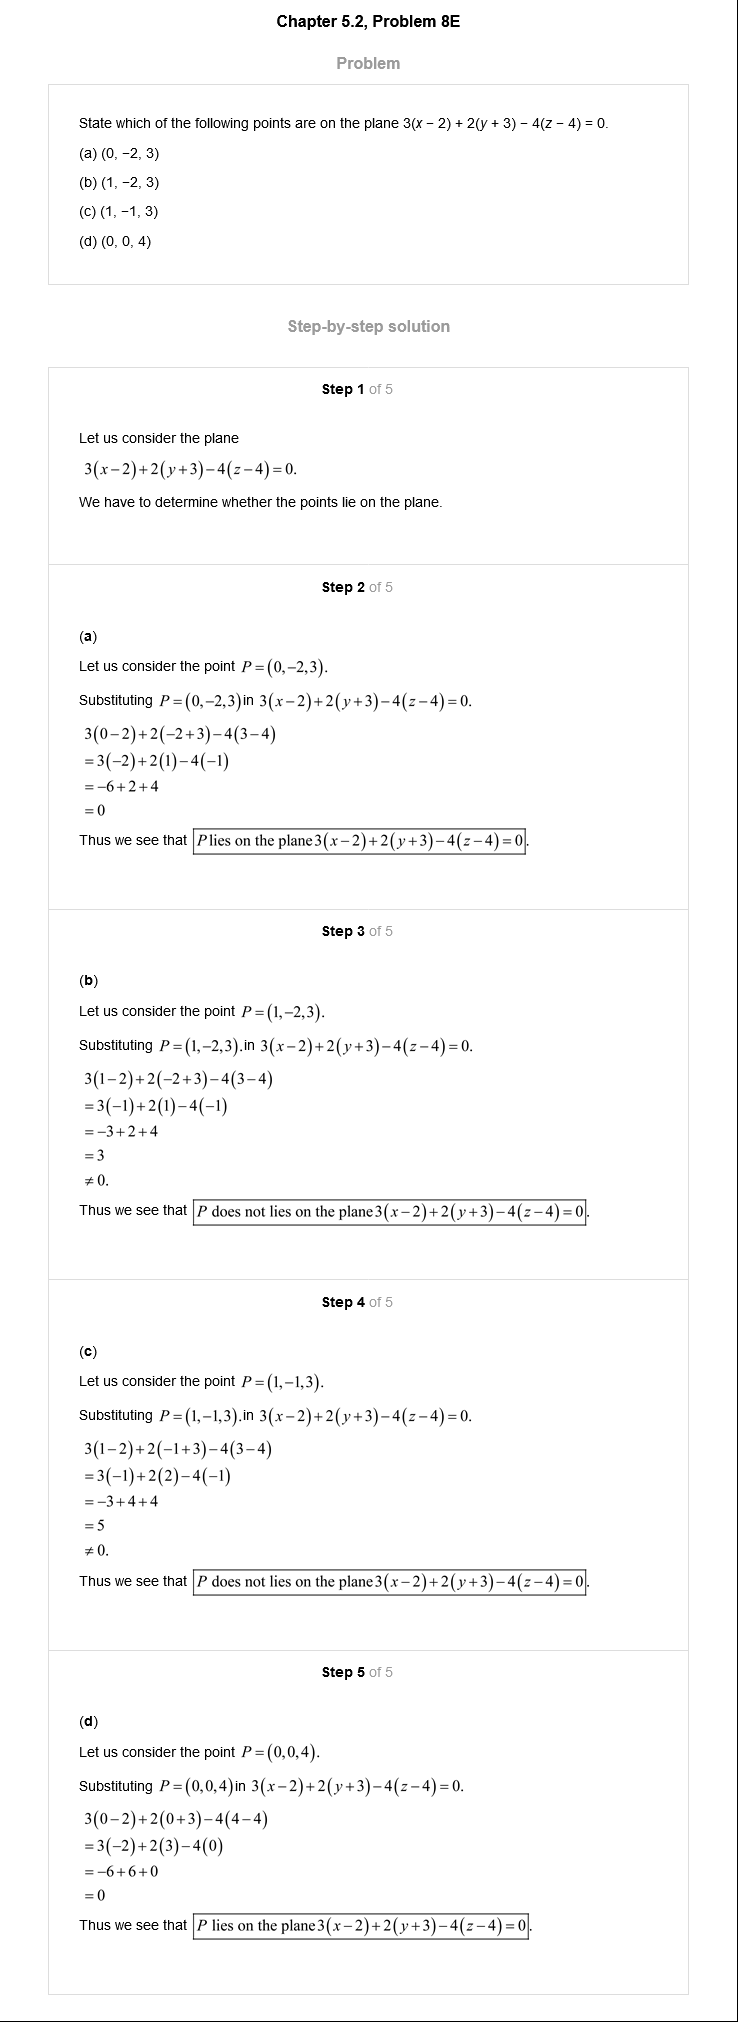 Chapter 5.2, Problem 8E
Problem
State which of the following points are on the plane 3(x − 2) + 2(y + 3) − 4(z − 4) = 0.
(a) (0, −2, 3)
(b) (1, −2, 3)
(c) (1, −1, 3)
(d) (0, 0, 4)
Step-by-step solution
Step 1 of 5
Let us consider the plane
3(x−2)+2(y+3)−4(z−4)=0.
We have to determine whether the points lie on the plane.
Step 2 of 5
(a)
Let us consider the point P=(0,−2,3).
Substituting P=(0,−2,3)in 3(x−2)+2(y+3)−4(z−4)=0.
3(0−2)+2(−2+3)−4(3−4)
=3(−2)+2(1)−4(−1)
=−6+2+4
=0
Thus we see that P lies on the plane 3(x−2)+2(y+3)−4(z−4)=0.
Step 3 of 5
(b)
Let us consider the point P=(1,−2,3).
Substituting P=(1,−2,3).in 3(x−2)+2(y+3)−4(z−4)=0.
3(1−2)+2(−2+3)−4(3−4)
=3(−1)+2(1)−4(−1)
=−3+2+4
=3
≠0.
Thus we see that P does not lies on the plane 3(x−2)+2(y+3)−4(z−4)=0.
Step 4 of 5
(c)
Let us consider the point P=(1,−1,3).
Substituting P=(1,−1,3).in 3(x−2)+2(y+3)−4(z−4)=0.
3(1−2)+2(−1+3)−4(3−4)
=3(−1)+2(2)−4(−1)
=−3+4+4
=5
≠0.
Thus we see that P does not lies on the plane 3(x−2)+2(y+3)−4(z−4)=0.
Step 5 of 5
(d)
Let us consider the point P=(0,0,4).
Substituting P=(0,0,4)in 3(x−2)+2(y+3)−4(z−4)=0.
3(0−2)+2(0+3)−4(4−4)
=3(−2)+2(3)−4(0)
=−6+6+0
=0
Thus we see that P lies on the plane 3(x−2)+2(y+3)−4(z−4)=0.